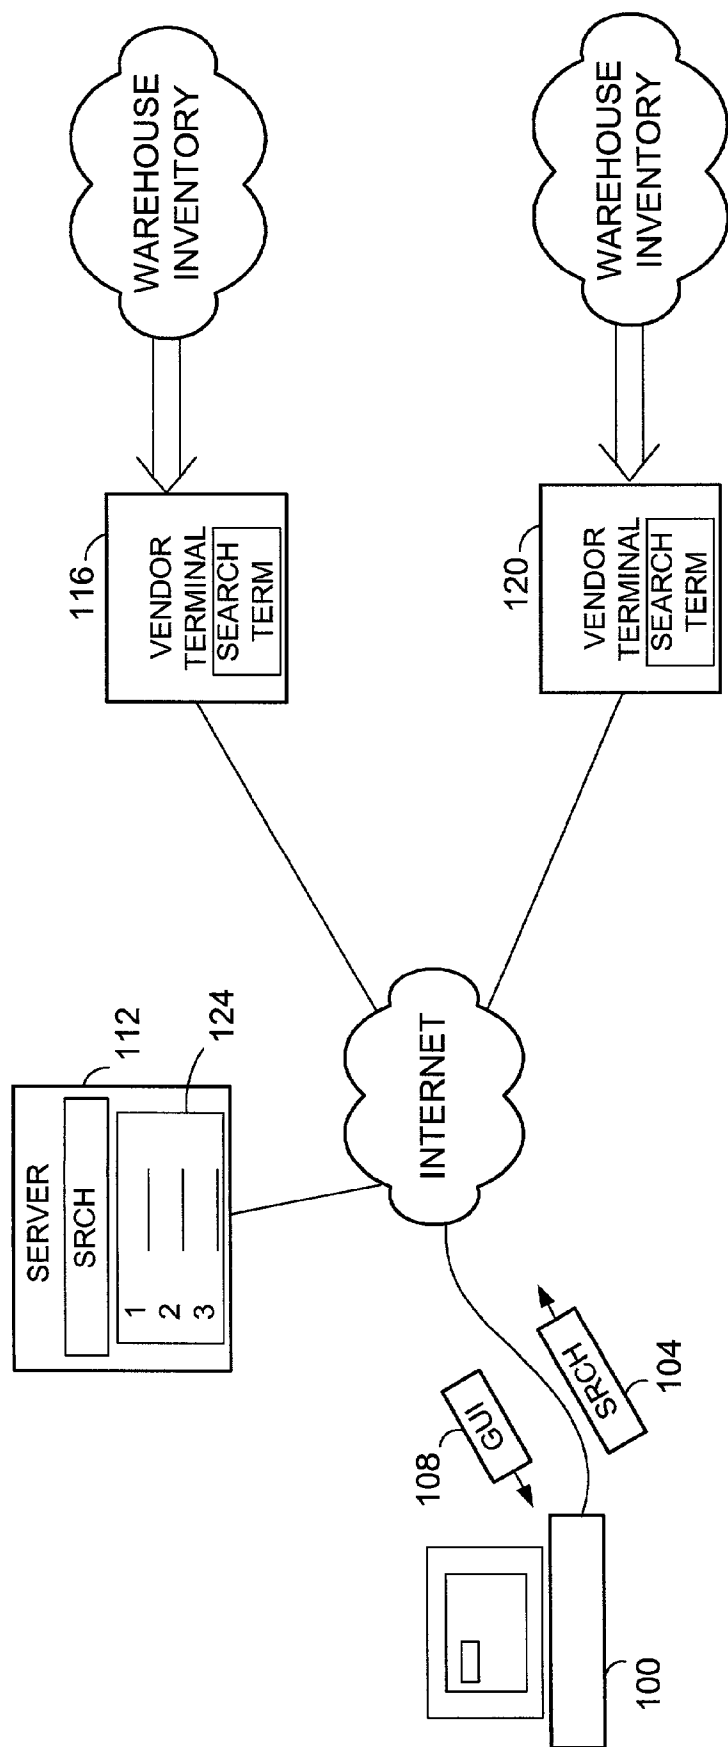 SERVER
SRCH
1
2
3
112
124
116
VENDOR
TERMINAL
SEARCH
TERM
WAREHOUSE
INVENTORY
INTERNET
108
GUI
SRCH
104
100
120
VENDOR
TERMINAL
SEARCH
TERM
WAREHOUSE
INVENTORY